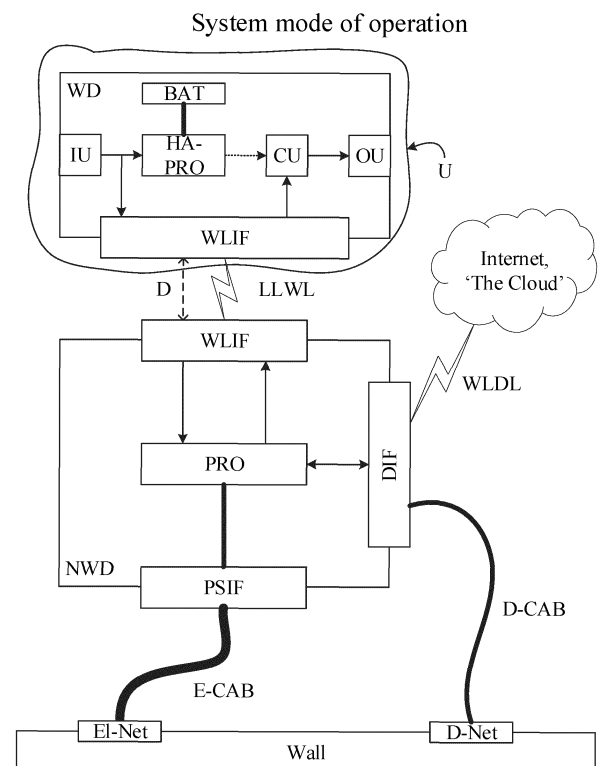 System mode of operation
WD
BAT
IU
HA-
PRO
CU
OU
U
WLIF
D
LLWL
Internet,
'The Cloud'
WLIF
WLDL
PRO
DIF
NWD
PSIF
D-CAB
E-CAB
El-Net
D-Net
Wall